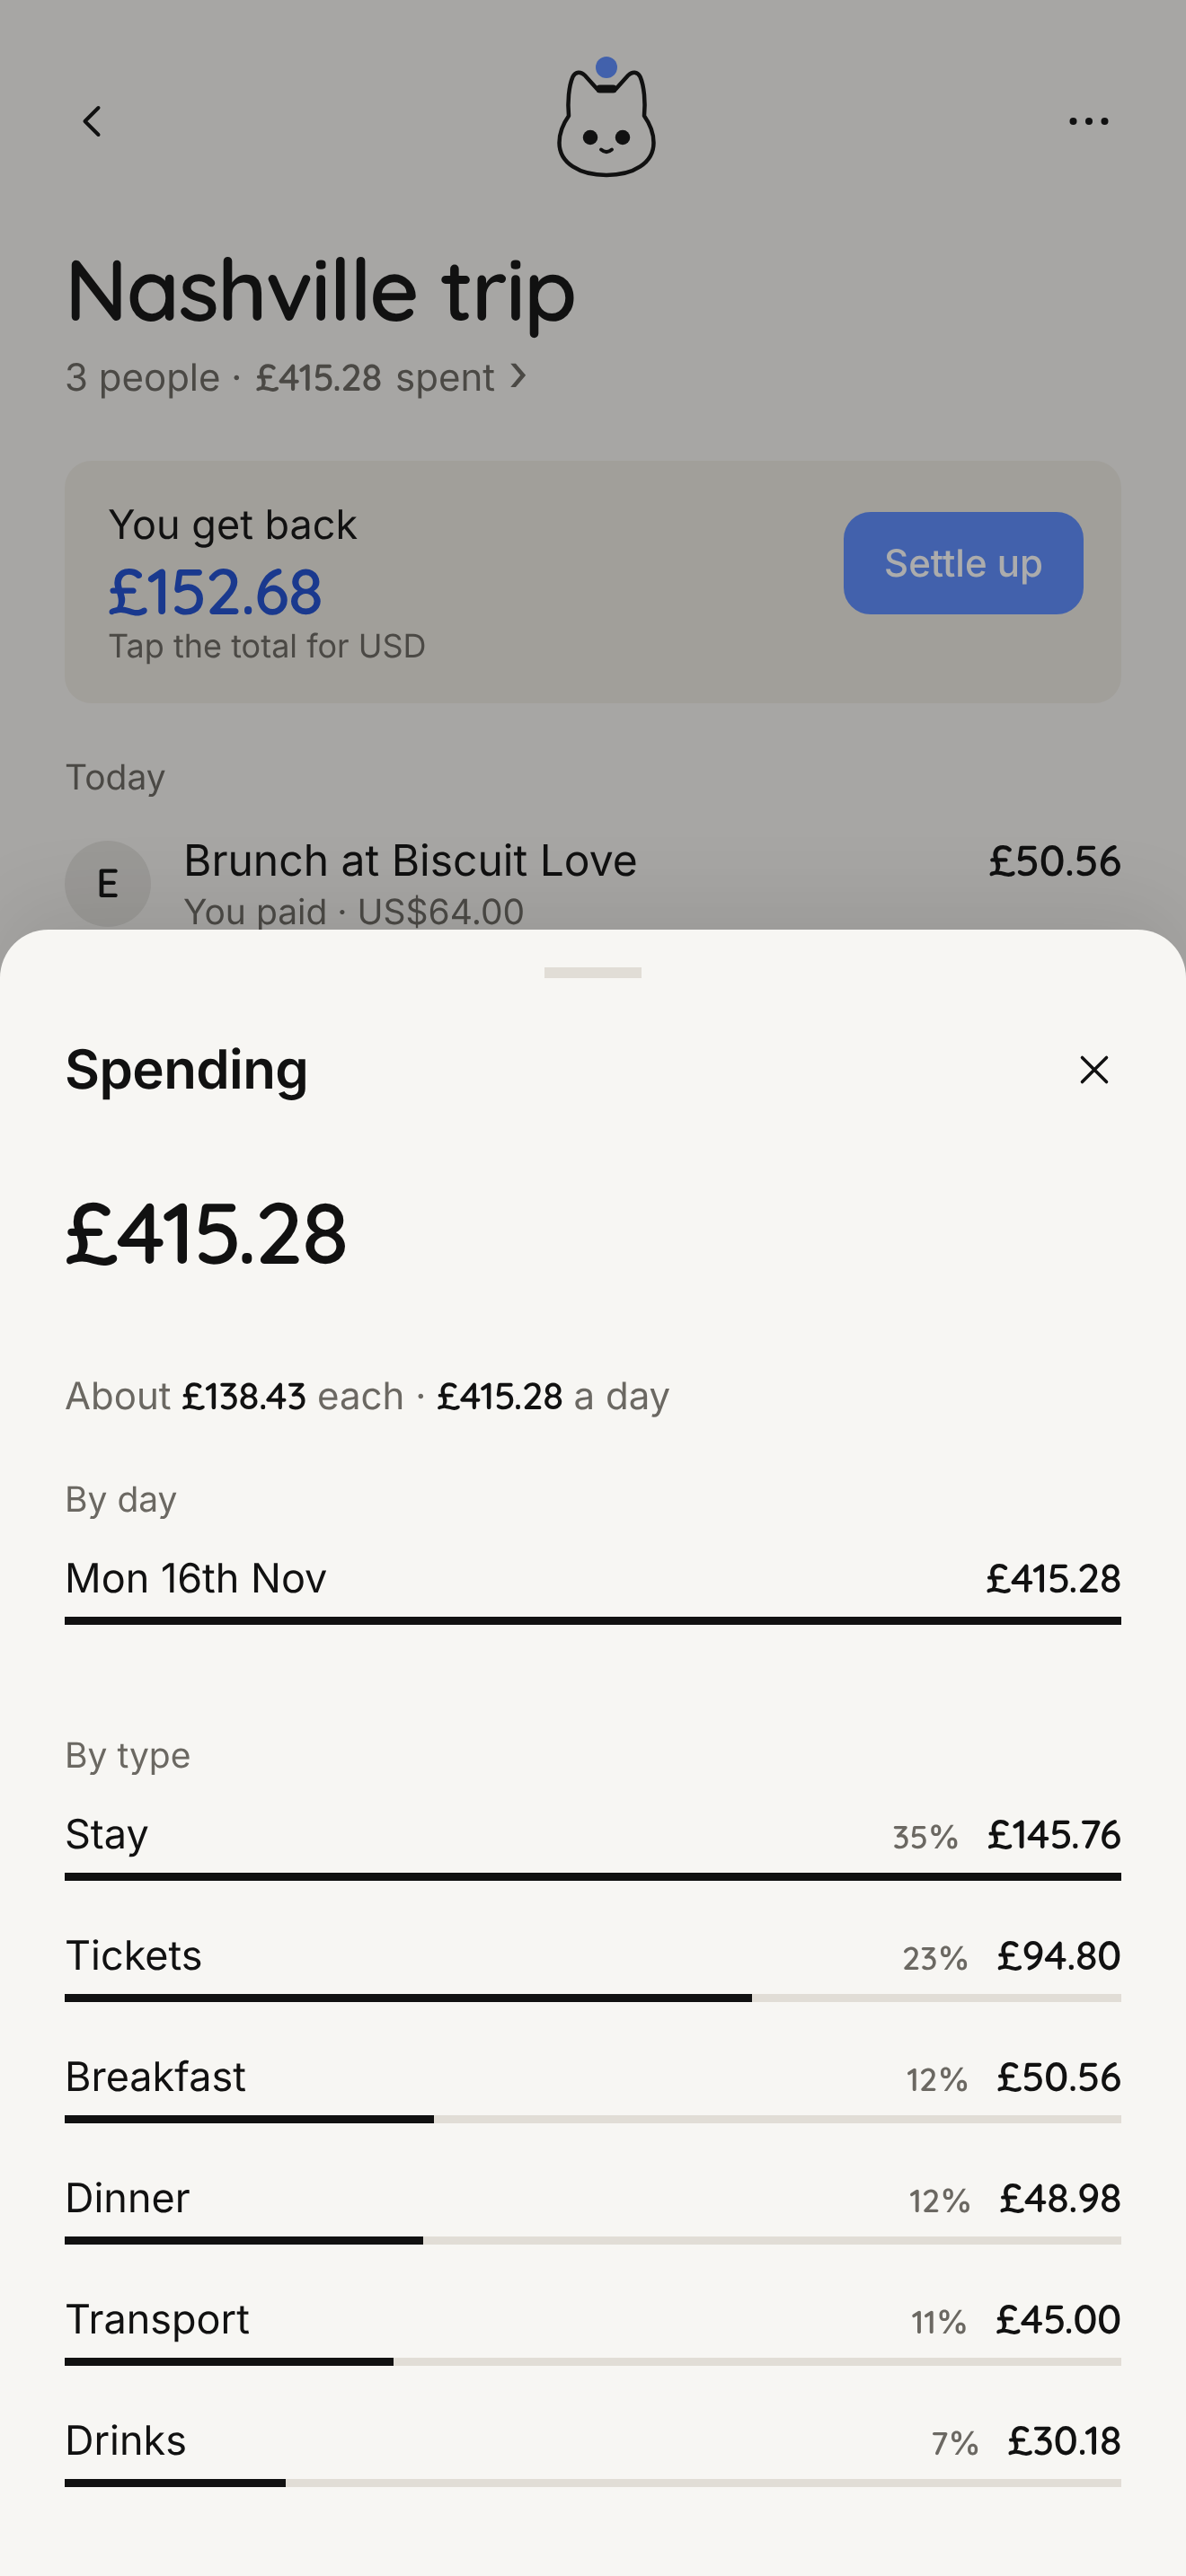 Nashville trip
3 people · £415.28 spent ›
You get back
£152.68
Tap the total for USD
Settle up
Today
E
Brunch at Biscuit Love
£50.56
You paid · US$64.00
Spending
£415.28
About £138.43 each · £415.28 a day
By day
Mon 16th Nov £415.28
By type
Stay 35% £145.76
Tickets 23% £94.80
Breakfast 12% £50.56
Dinner 12% £48.98
Transport 11% £45.00
Drinks 7% £30.18